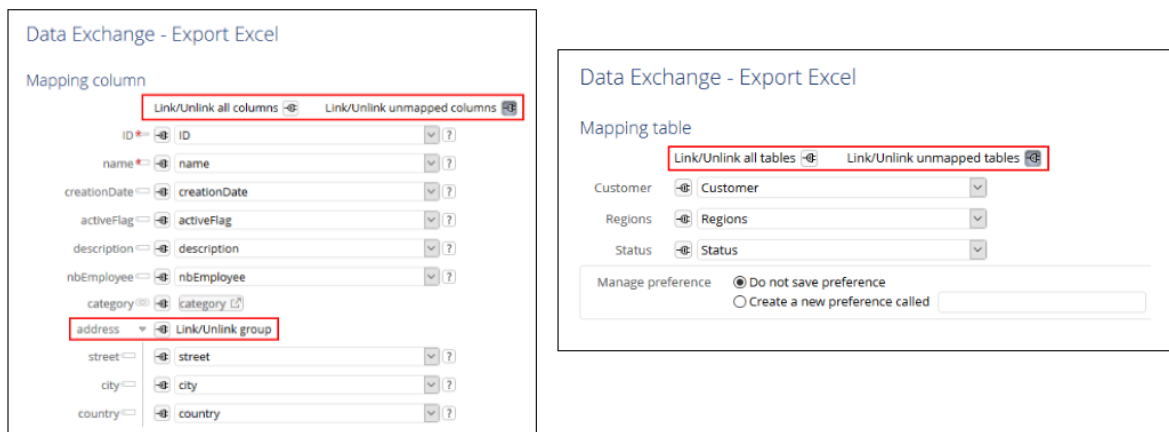 Data Exchange - Export Excel
Mapping column
Link/Unlink all columns Link/Unlink unmapped columns
ID* ID ?
name* name ?
creationDate creationDate ?
activeFlag activeFlag ?
description description ?
nbEmployee nbEmployee ?
category category
address Link/Unlink group
street street ?
city city ?
country country ?
Data Exchange - Export Excel
Mapping table
Link/Unlink all tables Link/Unlink unmapped tables
Customer Customer
Regions Regions
Status Status
Manage preference Do not save preference
Create a new preference called